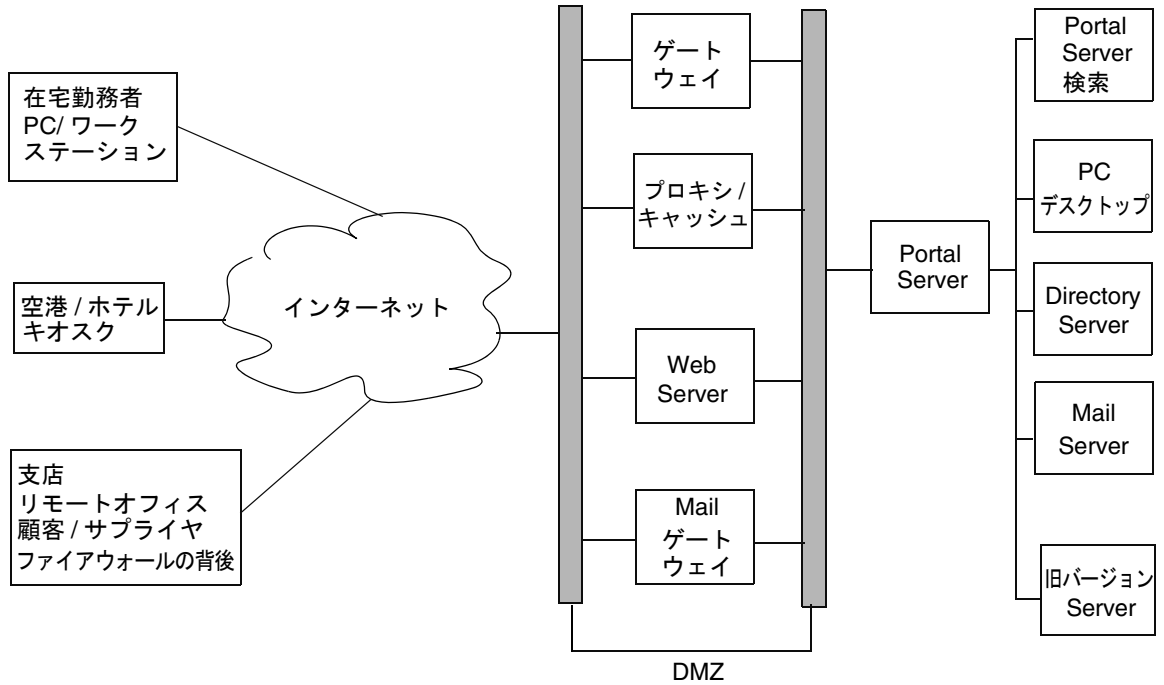 在宅勤務者
PC/ ワーク
ステーション
空港 / ホテル
キオスク
支店
リモートオフィス
顧客 / サプライヤ
ファイアウォールの背後
インターネット
ゲート
ウェイ
プロキシ /
キャッシュ
Web
Server
Mail
ゲート
ウェイ
DMZ
Portal
Server
Portal
Server
検索
PC
デスクトップ
Directory
Server
Mail
Server
旧バージョン
Server